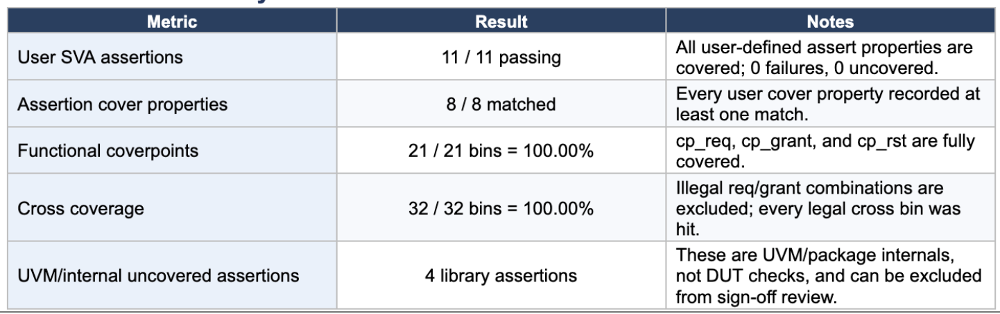 Metric Result Notes
User SVA assertions 11 / 11 passing All user-defined assert properties are
covered; 0 failures, 0 uncovered.
Assertion cover properties 8 / 8 matched Every user cover property recorded at
least one match.
Functional coverpoints 21 / 21 bins = 100.00% cp_req, cp_grant, and cp_rst are fully
covered.
Cross coverage 32 / 32 bins = 100.00% Illegal req/grant combinations are
excluded; every legal cross bin was
hit.
UVM/internal uncovered assertions 4 library assertions These are UVM/package internals,
not DUT checks, and can be excluded
from sign-off review.